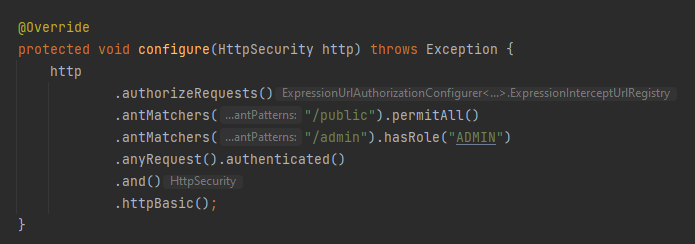 @Override
protected void configure(HttpSecurity http) throws Exception {
http
.authorizeRequests() ExpressionUrlAuthorizationConfigurer<...>.ExpressionInterceptUrlRegistry
.antMatchers( ...antPatterns: "/public").permitAll()
.antMatchers( ...antPatterns: "/admin").hasRole("ADMIN")
.anyRequest().authenticated()
.and() HttpSecurity
.httpBasic();
}